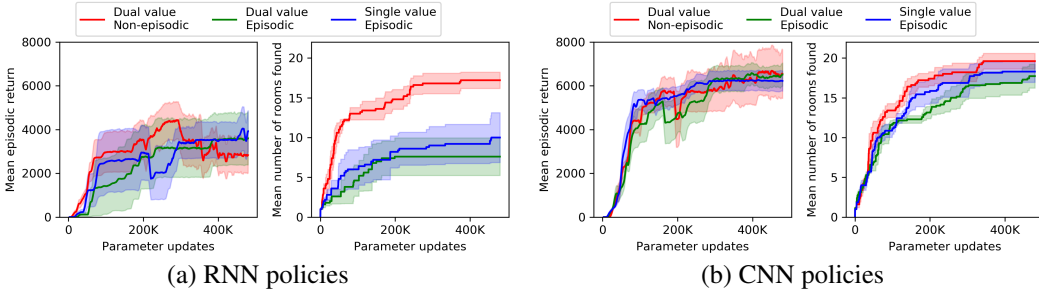 Dual value
Non-episodic
Dual value
Episodic
Single value
Episodic
Mean episodic return
8000
6000
4000
2000
0
0
200K
400K
Parameter updates
Mean number of rooms found
20
15
10
5
0
0
200K
400K
Parameter updates
(a) RNN policies
Dual value
Non-episodic
Dual value
Episodic
Single value
Episodic
Mean episodic return
8000
6000
4000
2000
0
0
200K
400K
Parameter updates
Mean number of rooms found
20
15
10
5
0
0
200K
400K
Parameter updates
(b) CNN policies